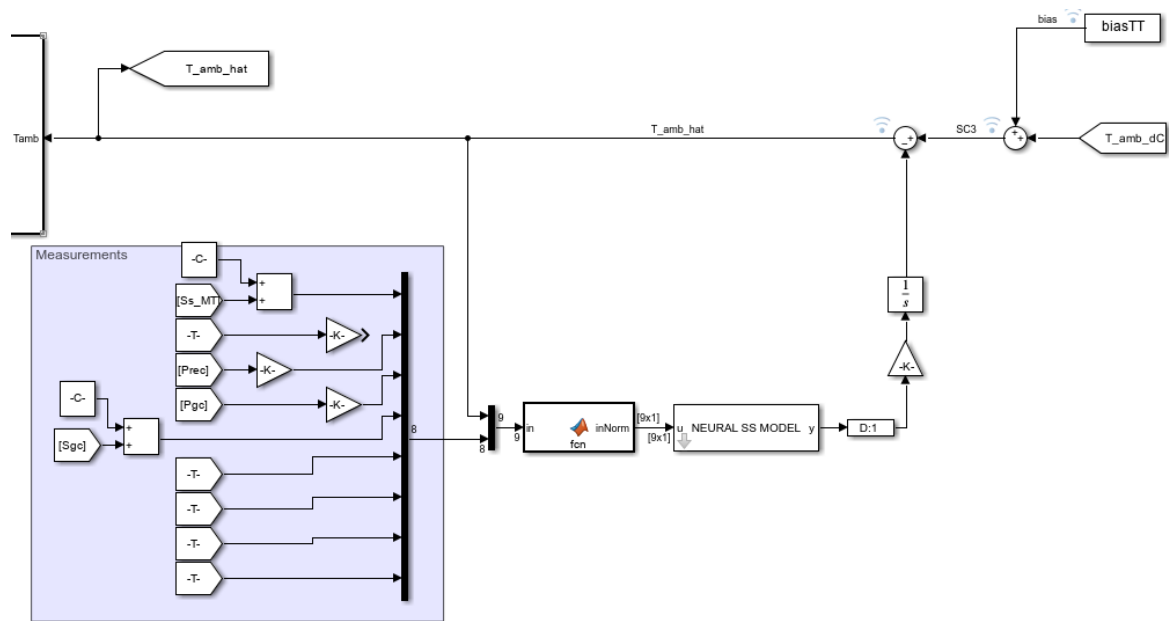 bias
biasTT
T_amb_hat
Tamb
T_amb_hat
SC3
T_amb_dC
Measurements
-C-
[Ss_MT
-T-
-K-
[Prec]
-K-
[Pgc]
-K-
-C-
[Sgc]
-T-
-T-
-T-
-T-
8
9
8
9
in
fcn
inNorm
[9x1]
[9x1]
u
NEURAL SS MODEL
y
D:1
-K-
1
s
+
+
+
+
+
+
−
+